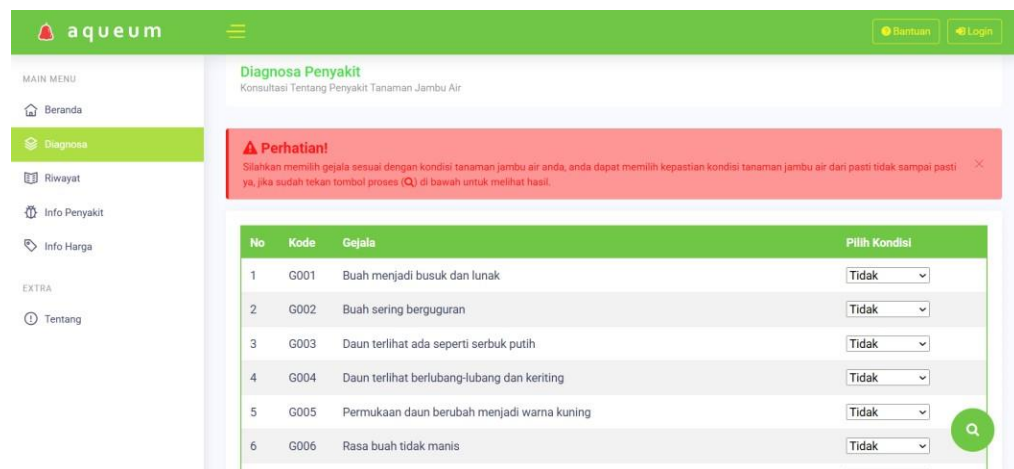 aqueum
Bantuan
Login
MAIN MENU
Beranda
Diagnosa
Riwayat
Info Penyakit
Info Harga
EXTRA
Tentang
Diagnosa Penyakit
Konsultasi Tentang Penyakit Tanaman Jambu Air
Perhatian!
Silahkan memilih gejala sesuai dengan kondisi tanaman jambu air anda, anda dapat memilih kepastian kondisi tanaman jambu air dari pasti tidak sampai pasti
ya, jika sudah tekan tombol proses () di bawah untuk melihat hasil.
No Kode Gejala Pilih Kondisi
1 G001 Buah menjadi busuk dan lunak Tidak
2 G002 Buah sering berguguran Tidak
3 G003 Daun terlihat ada seperti serbuk putih Tidak
4 G004 Daun terlihat berlubang-lubang dan keriting Tidak
5 G005 Permukaan daun berubah menjadi warna kuning Tidak
6 G006 Rasa buah tidak manis Tidak